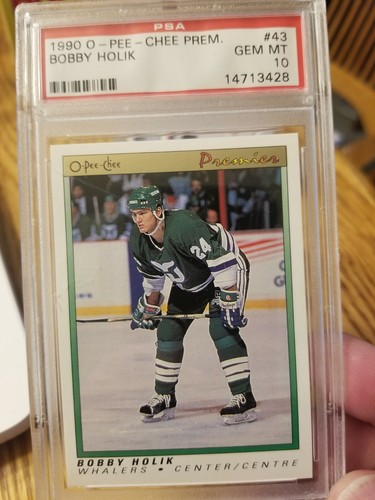 PSA
1990 O - PEE - CHEE PREM. #43
BOBBY HOLIK GEM MT
10
14713428
O-Pee-Chee Premier
24
BOBBY HOLIK
WHALERS • CENTER/CENTRE